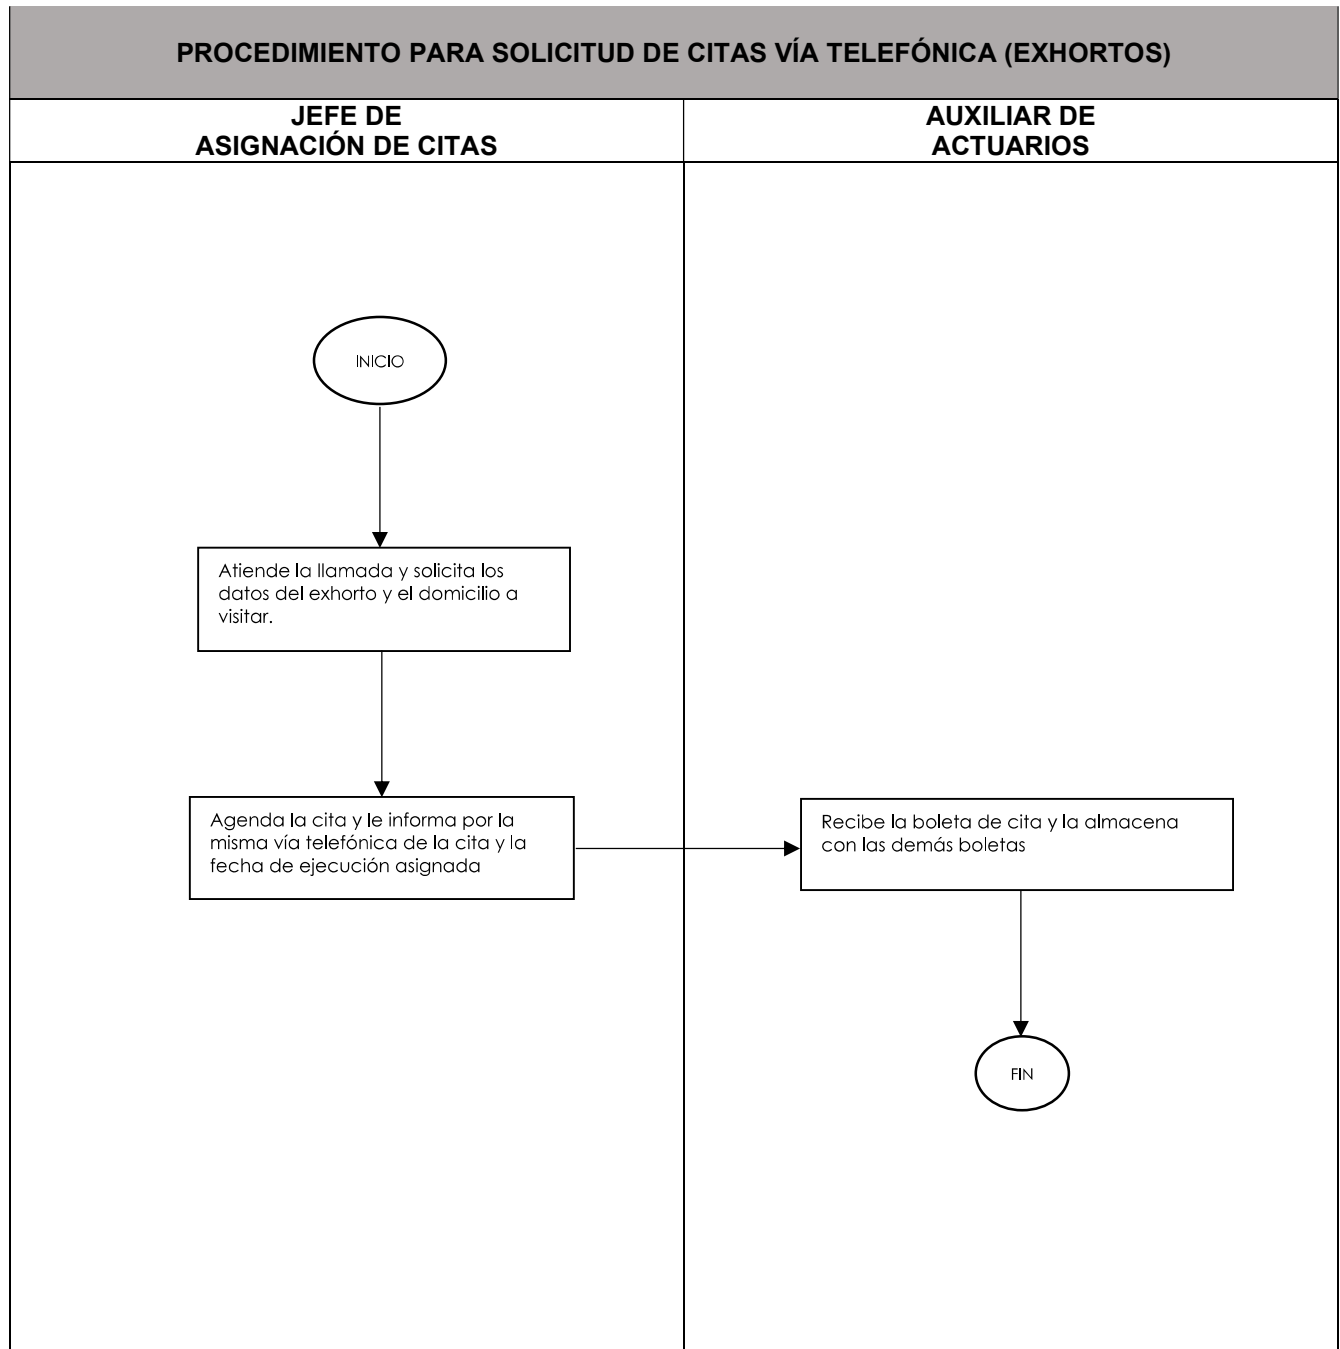 PROCEDIMIENTO PARA SOLICITUD DE CITAS VÍA TELEFÓNICA (EXHORTOS)
JEFE DE
ASIGNACIÓN DE CITAS
AUXILIAR DE
ACTUARIOS
INICIO
Atiende la llamada y solicita los
datos del exhorto y el domicilio a
visitar.
Agenda la cita y le informa por la
misma vía telefónica de la cita y la
fecha de ejecución asignada
Recibe la boleta de cita y la almacena
con las demás boletas
FIN